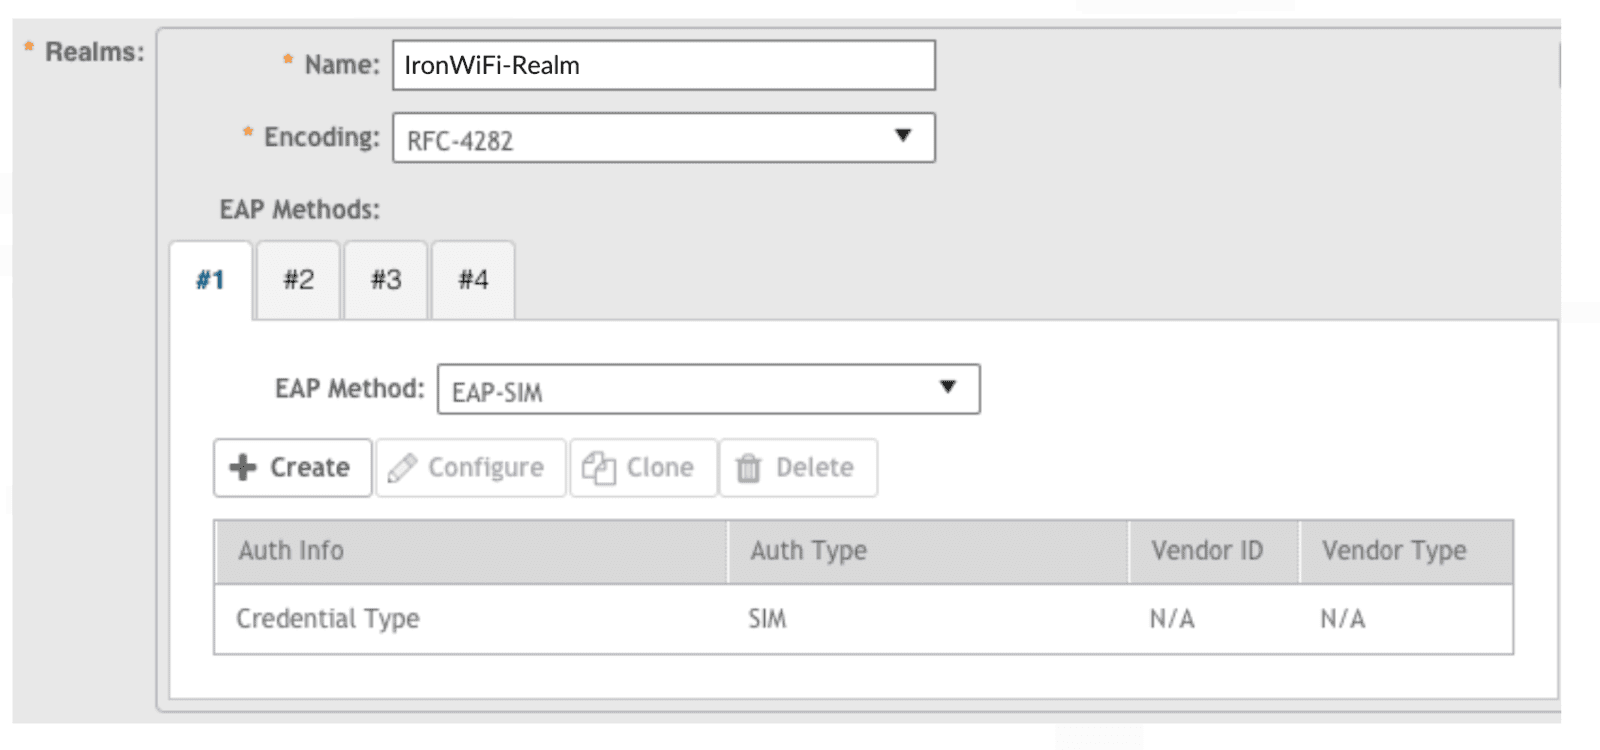 * Realms:
* Name: IronWiFi-Realm
* Encoding: RFC-4282
EAP Methods:
#1 #2 #3 #4
EAP Method: EAP-SIM
Create Configure Clone Delete
Auth Info Auth Type Vendor ID Vendor Type
Credential Type SIM N/A N/A